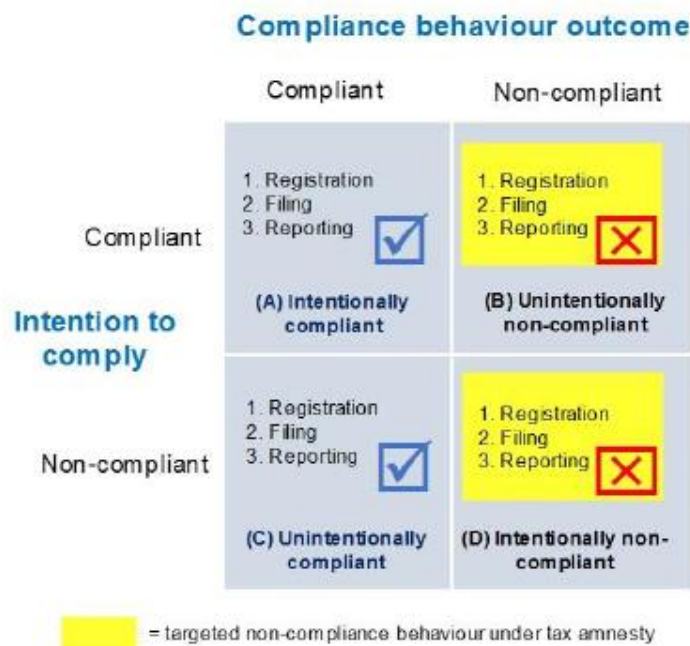 Compliance behaviour outcome
Compliant
Non-compliant
Intention to
comply
Compliant
1. Registration
2. Filing
3. Reporting
(A) Intentionally
compliant
1. Registration
2. Filing
3. Reporting
(B) Unintentionally
non-compliant
Non-compliant
1. Registration
2. Filing
3. Reporting
(C) Unintentionally
compliant
1. Registration
2. Filing
3. Reporting
(D) Intentionally non-
compliant
= targeted non-compliance behaviour under tax amnesty